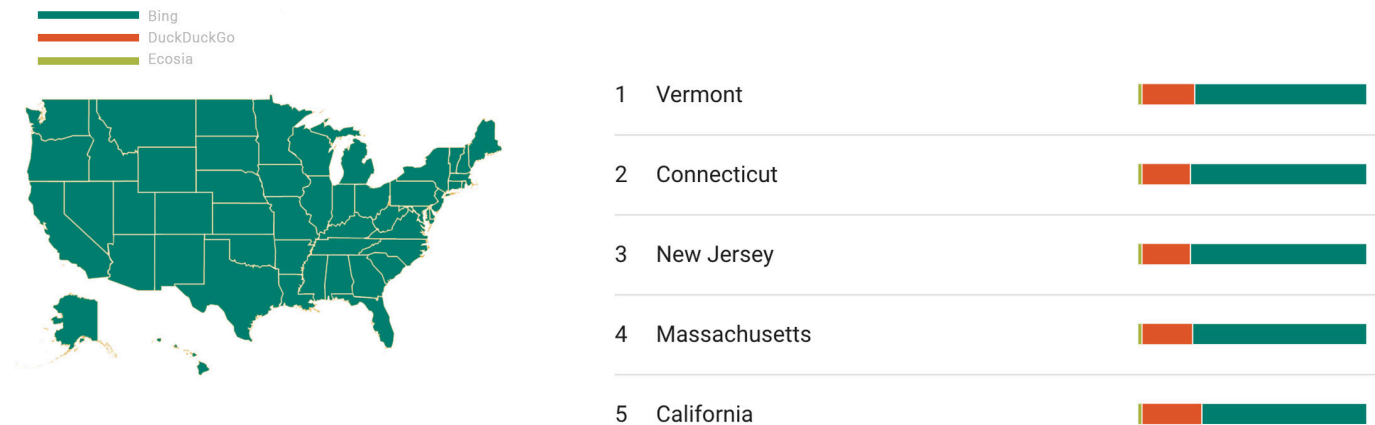 Bing
DuckDuckGo
Ecosia
1 Vermont
2 Connecticut
3 New Jersey
4 Massachusetts
5 California